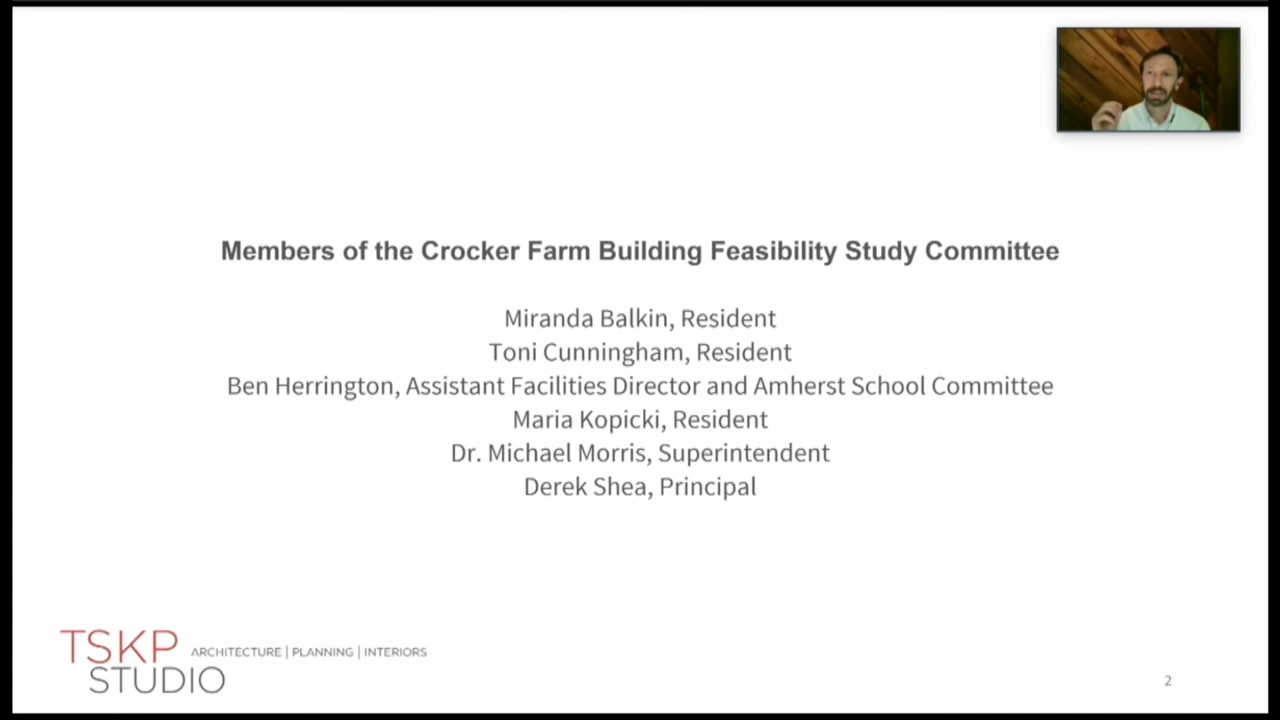 Members of the Crocker Farm Building Feasibility Study Committee
Miranda Balkin, Resident
Toni Cunningham, Resident
Ben Herrington, Assistant Facilities Director and Amherst School Committee
Maria Kopicki, Resident
Dr. Michael Morris, Superintendent
Derek Shea, Principal
TSKP ARCHITECTURE | PLANNING | INTERIORS
STUDIO
2